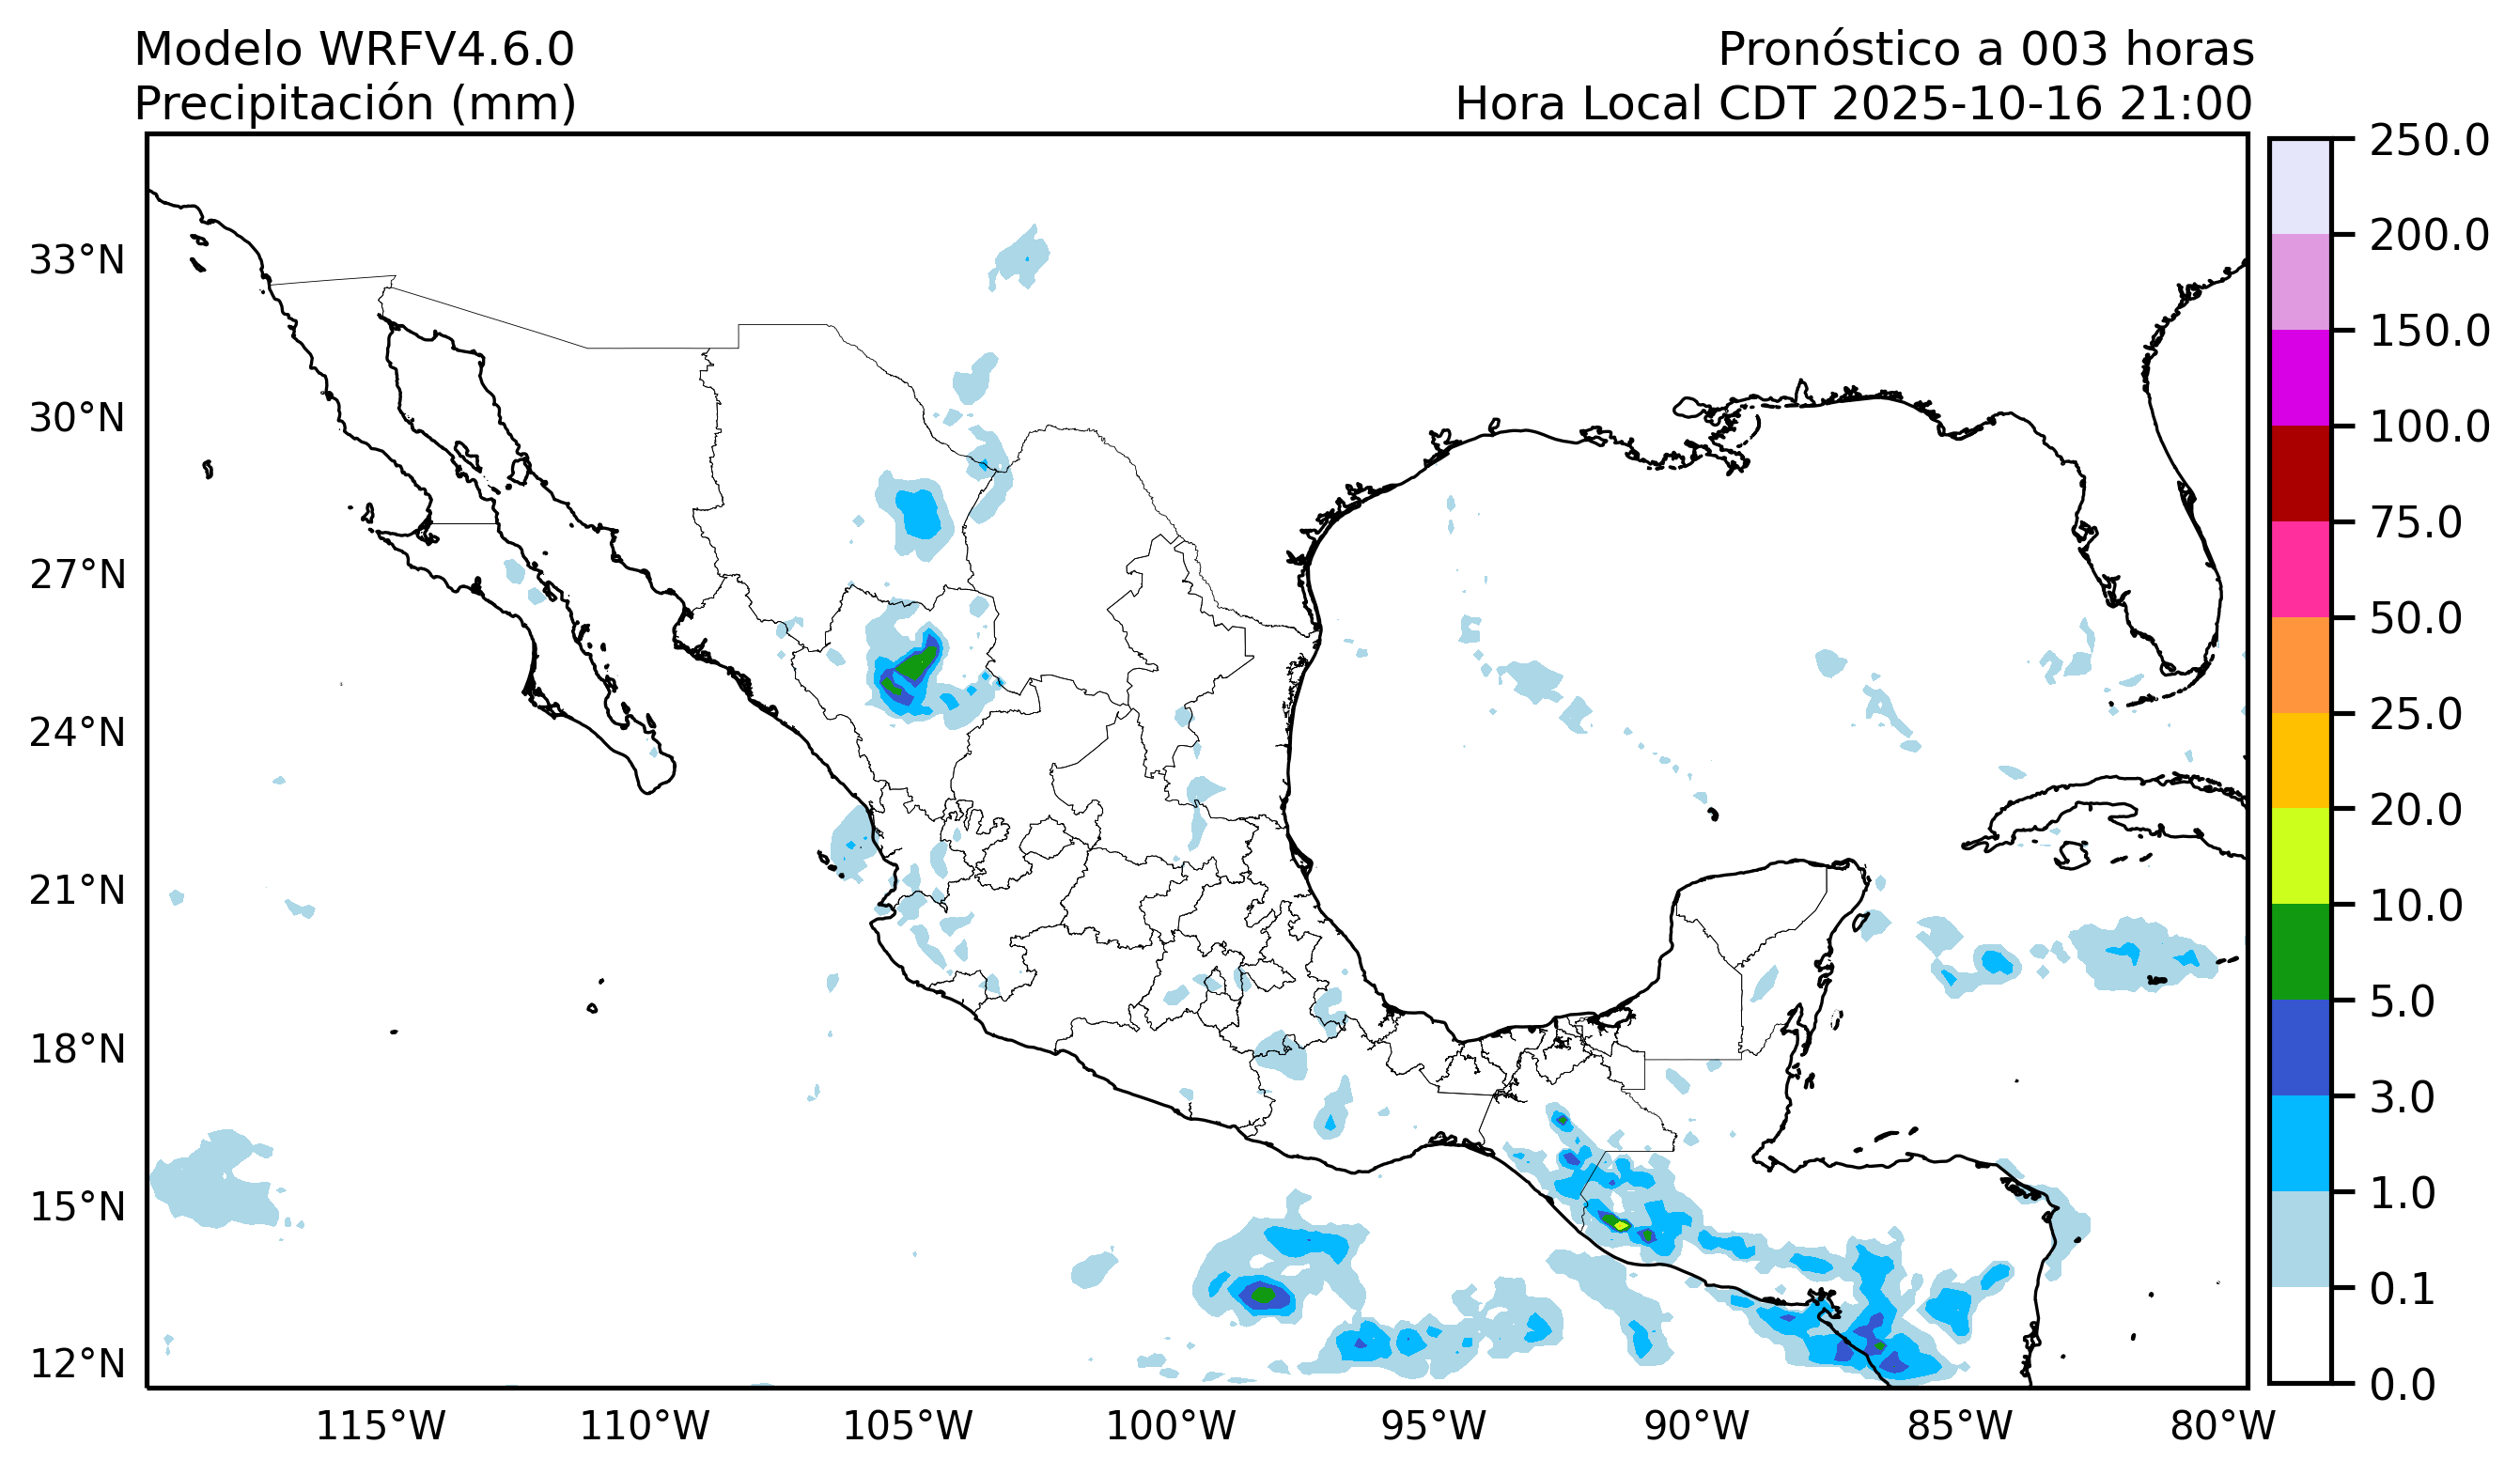 Modelo WRFV4.6.0
Pronóstico a 003 horas
Precipitación (mm)
Hora Local CDT 2025-10-16 21:00
250.0
200.0
150.0
100.0
75.0
50.0
25.0
20.0
10.0
5.0
3.0
1.0
0.1
0.0
33°N
30°N
27°N
24°N
21°N
18°N
15°N
12°N
115°W
110°W
105°W
100°W
95°W
90°W
85°W
80°W